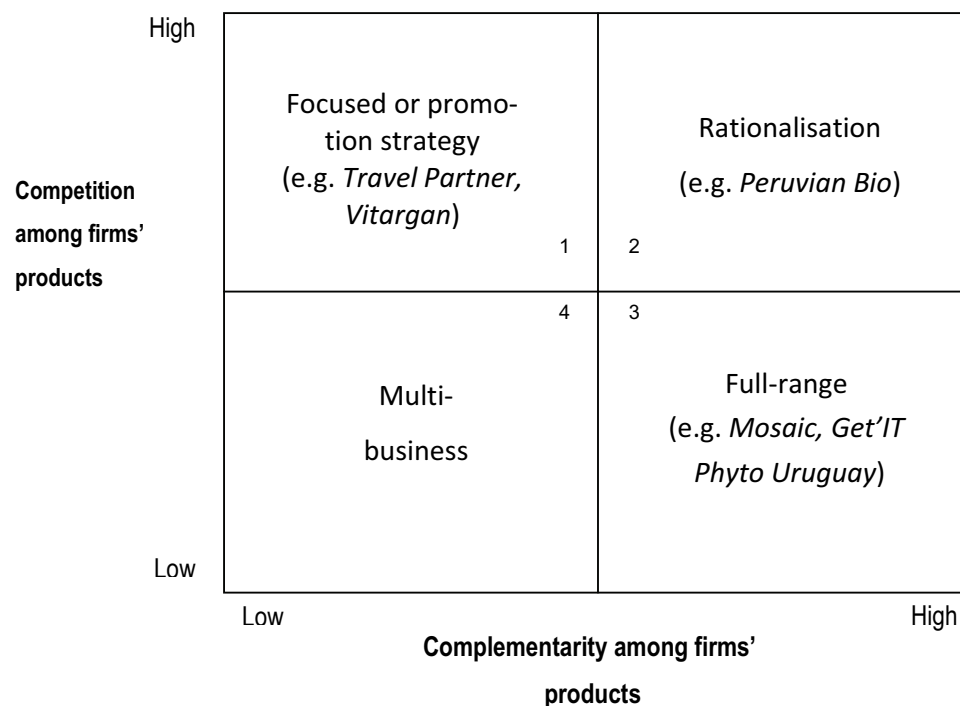 High
Focused or promo-
tion strategy
(e.g. Travel Partner,
Vitargan)
1
Rationalisation
(e.g. Peruvian Bio)
2
Competition
among firms’
products
4
Multi-
business
3
Full-range
(e.g. Mosaic, Get’IT
Phyto Uruguay)
Low
Low
High
Complementarity among firms’
products